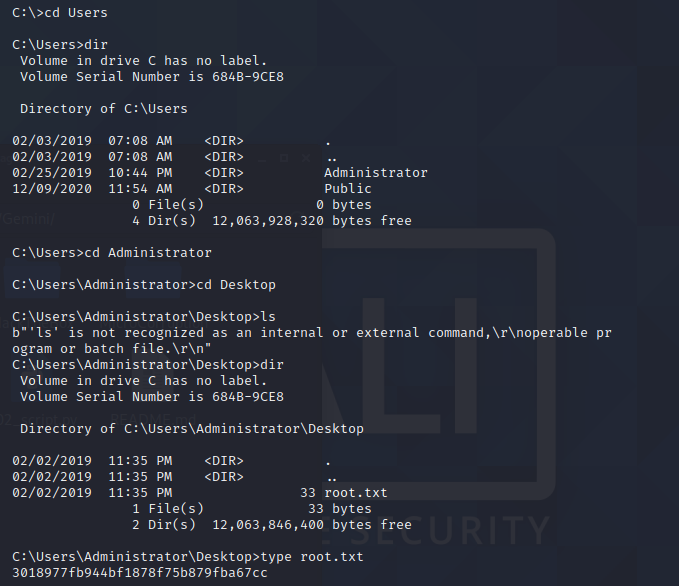 C:\>cd Users
C:\Users>dir
 Volume in drive C has no label.
 Volume Serial Number is 684B-9CE8
 Directory of C:\Users
02/03/2019  07:08 AM    <DIR>          .
02/03/2019  07:08 AM    <DIR>          ..
02/25/2019  10:44 PM    <DIR>          Administrator
12/09/2020  11:54 AM    <DIR>          Public
               0 File(s)              0 bytes
               4 Dir(s)  12,063,928,320 bytes free
C:\Users>cd Administrator
C:\Users\Administrator>cd Desktop
C:\Users\Administrator\Desktop>ls
b"'ls' is not recognized as an internal or external command,\r\noperable pr
ogram or batch file.\r\n"
C:\Users\Administrator\Desktop>dir
 Volume in drive C has no label.
 Volume Serial Number is 684B-9CE8
 Directory of C:\Users\Administrator\Desktop
02/02/2019  11:35 PM    <DIR>          .
02/02/2019  11:35 PM    <DIR>          ..
02/02/2019  11:35 PM                33 root.txt
               1 File(s)             33 bytes
               2 Dir(s)  12,063,846,400 bytes free
SECURITY
C:\Users\Administrator\Desktop>type root.txt
3018977fb944bf1878f75b879fba67cc